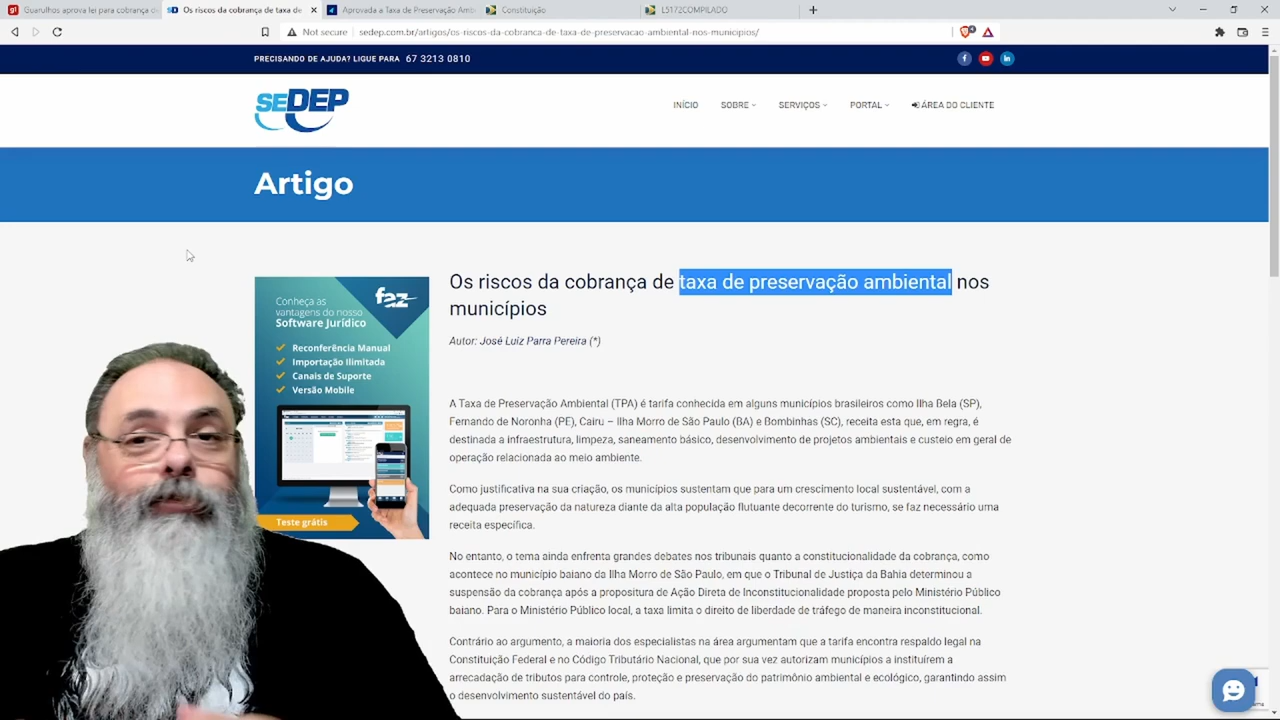 Guarulhos aprova lei para cobrança d
Os riscos da cobrança de taxa de
Aprovada a Taxa de Preservação Amb
Constituição
L5172COMPILADO
Not secure
sedep.com.br/artigos/os-riscos-da-cobranca-de-taxa-de-preservacao-ambiental-nos-municipios/
PRECISANDO DE AJUDA? LIGUE PARA 67 3213 0810
SEDEP
INÍCIO
SOBRE
SERVIÇOS
PORTAL
ÁREA DO CLIENTE
Artigo
Conheça as
vantagens do nosso
Software Jurídico
faz
Reconferência Manual
Importação Ilimitada
Canais de Suporte
Versão Mobile
Teste grátis
Os riscos da cobrança de taxa de preservação ambiental nos
municípios
Autor: José Luíz Parra Pereira (*)
A Taxa de Preservação Ambiental (TPA) é tarifa conhecida em alguns municípios brasileiros como Ilha Bela (SP),
Fernando de Noronha (PE), Cairu – Ilha Morro de São Paulo (BA) e Bombinhas (SC), receita esta que, em regra, é
destinada a infraestrutura, limpeza, saneamento básico, desenvolvimento de projetos ambientais e custeio em geral de
operação relacionada ao meio ambiente.
Como justificativa na sua criação, os municípios sustentam que para um crescimento local sustentável, com a
adequada preservação da natureza diante da alta população flutuante decorrente do turismo, se faz necessário uma
receita específica.
No entanto, o tema ainda enfrenta grandes debates nos tribunais quanto a constitucionalidade da cobrança, como
acontece no município baiano da Ilha Morro de São Paulo, em que o Tribunal de Justiça da Bahia determinou a
suspensão da cobrança após a propositura de Ação Direta de Inconstitucionalidade proposta pelo Ministério Público
baiano. Para o Ministério Público local, a taxa limita o direito de liberdade de tráfego de maneira inconstitucional.
Contrário ao argumento, a maioria dos especialistas na área argumentam que a tarifa encontra respaldo legal na
Constituição Federal e no Código Tributário Nacional, que por sua vez autorizam municípios a instituírem a
arrecadação de tributos para controle, proteção e preservação do patrimônio ambiental e ecológico, garantindo assim
o desenvolvimento sustentável do país.